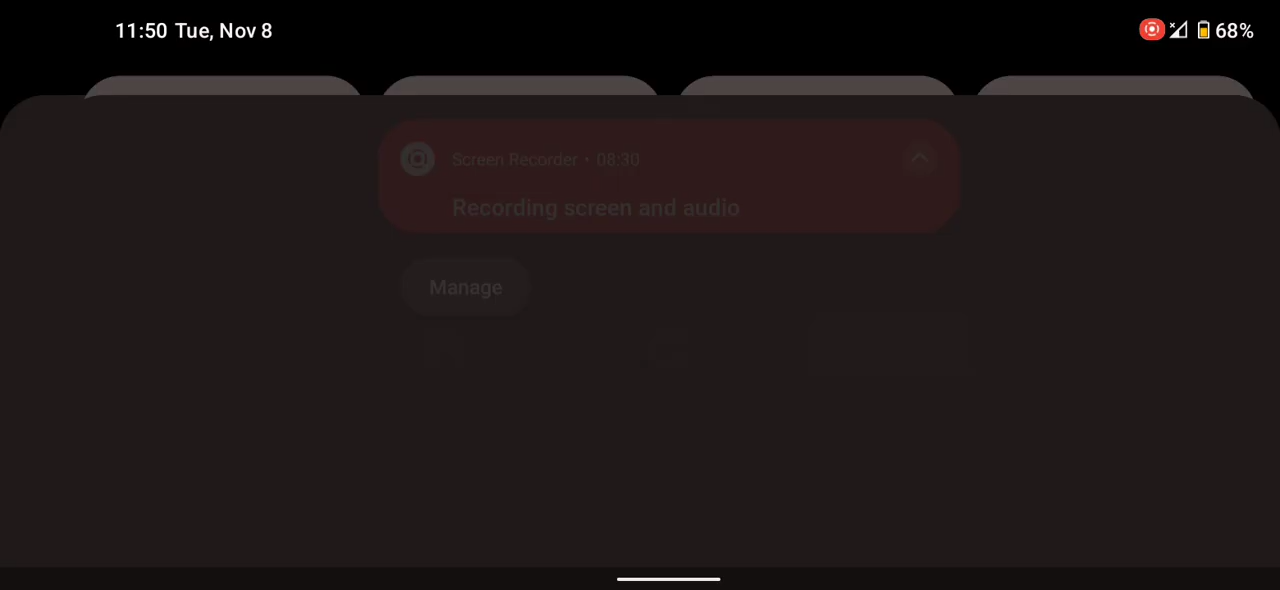 11:50 Tue, Nov 8 68%
Screen Recorder • 08:30
Recording screen and audio
Manage